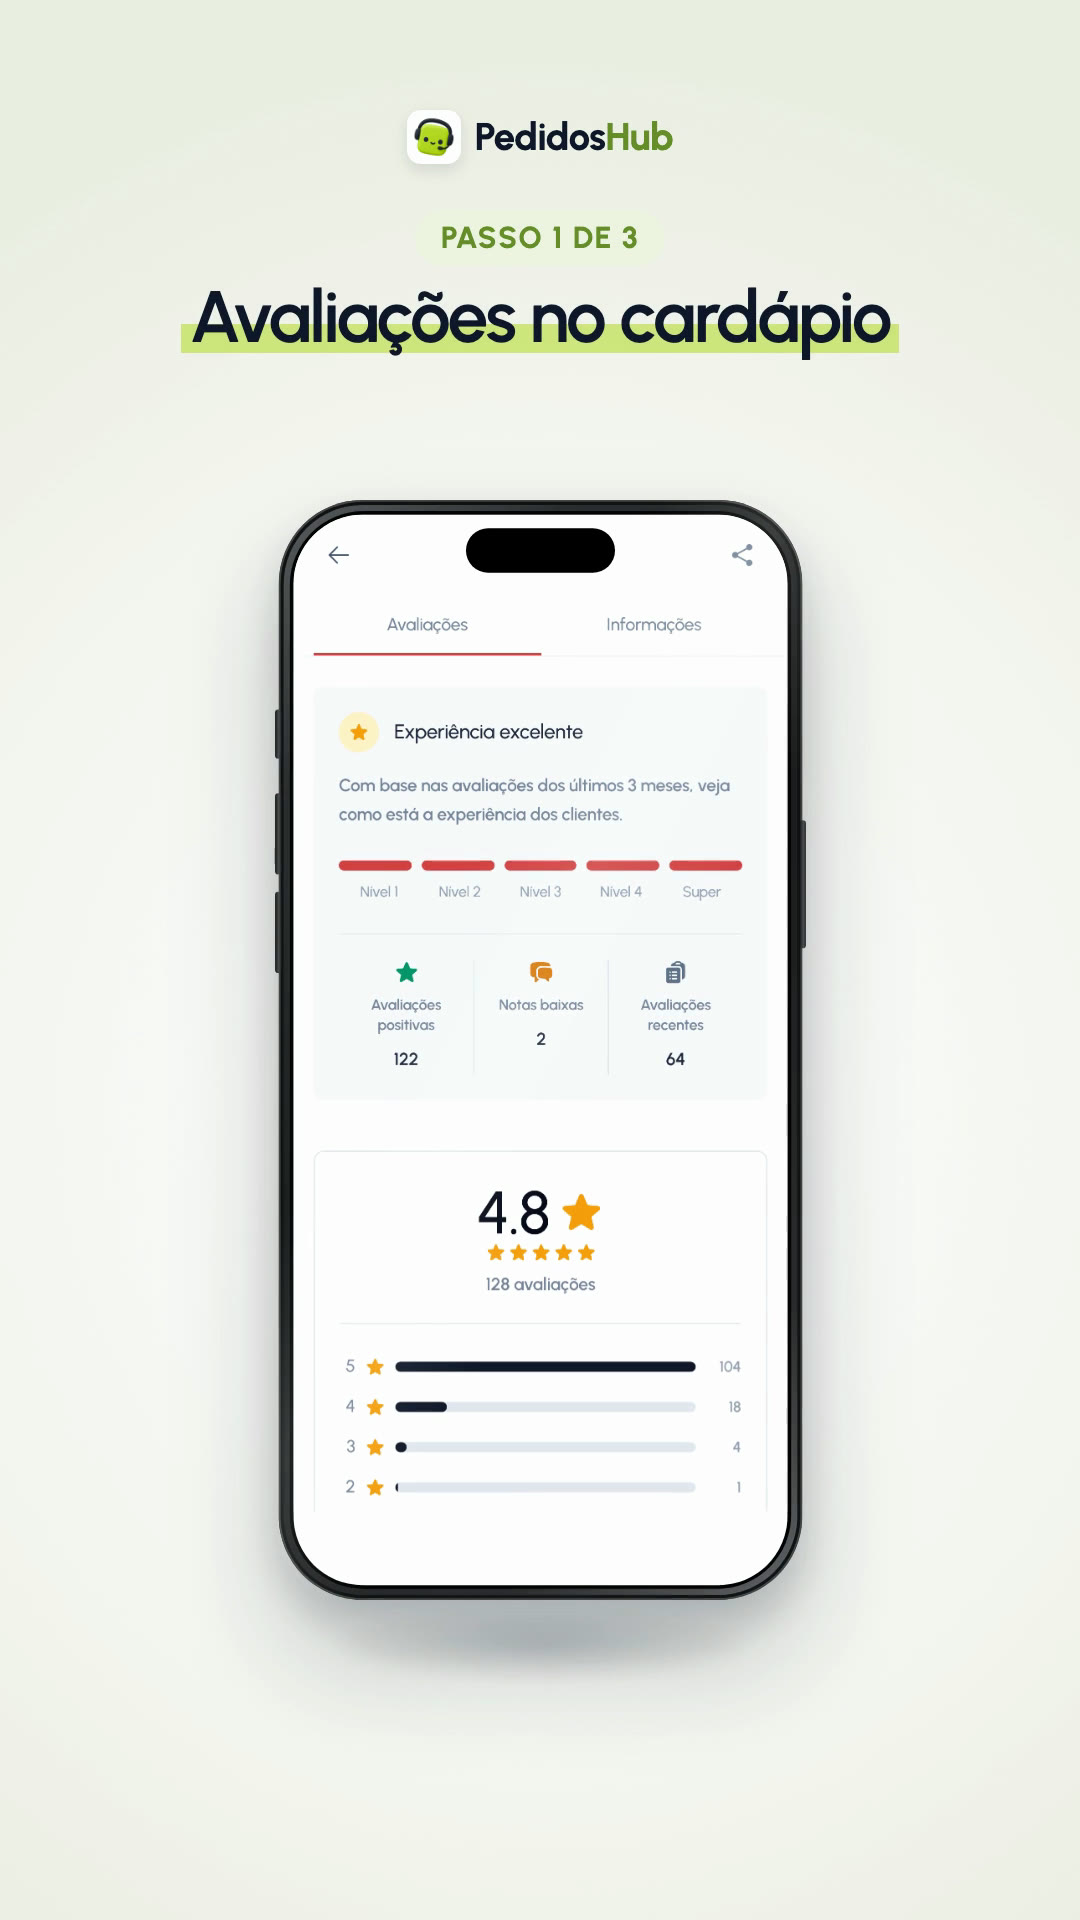 PedidosHub
PASSO 1 DE 3
Avaliações no cardápio
Avaliações
Informações
Experiência excelente
Com base nas avaliações dos últimos 3 meses, veja
como está a experiência dos clientes.
Nível 1
Nível 2
Nível 3
Nível 4
Super
Avaliações
positivas
122
Notas baixas
2
Avaliações
recentes
64
4.8
128 avaliações
5 104
4 18
3 4
2 1